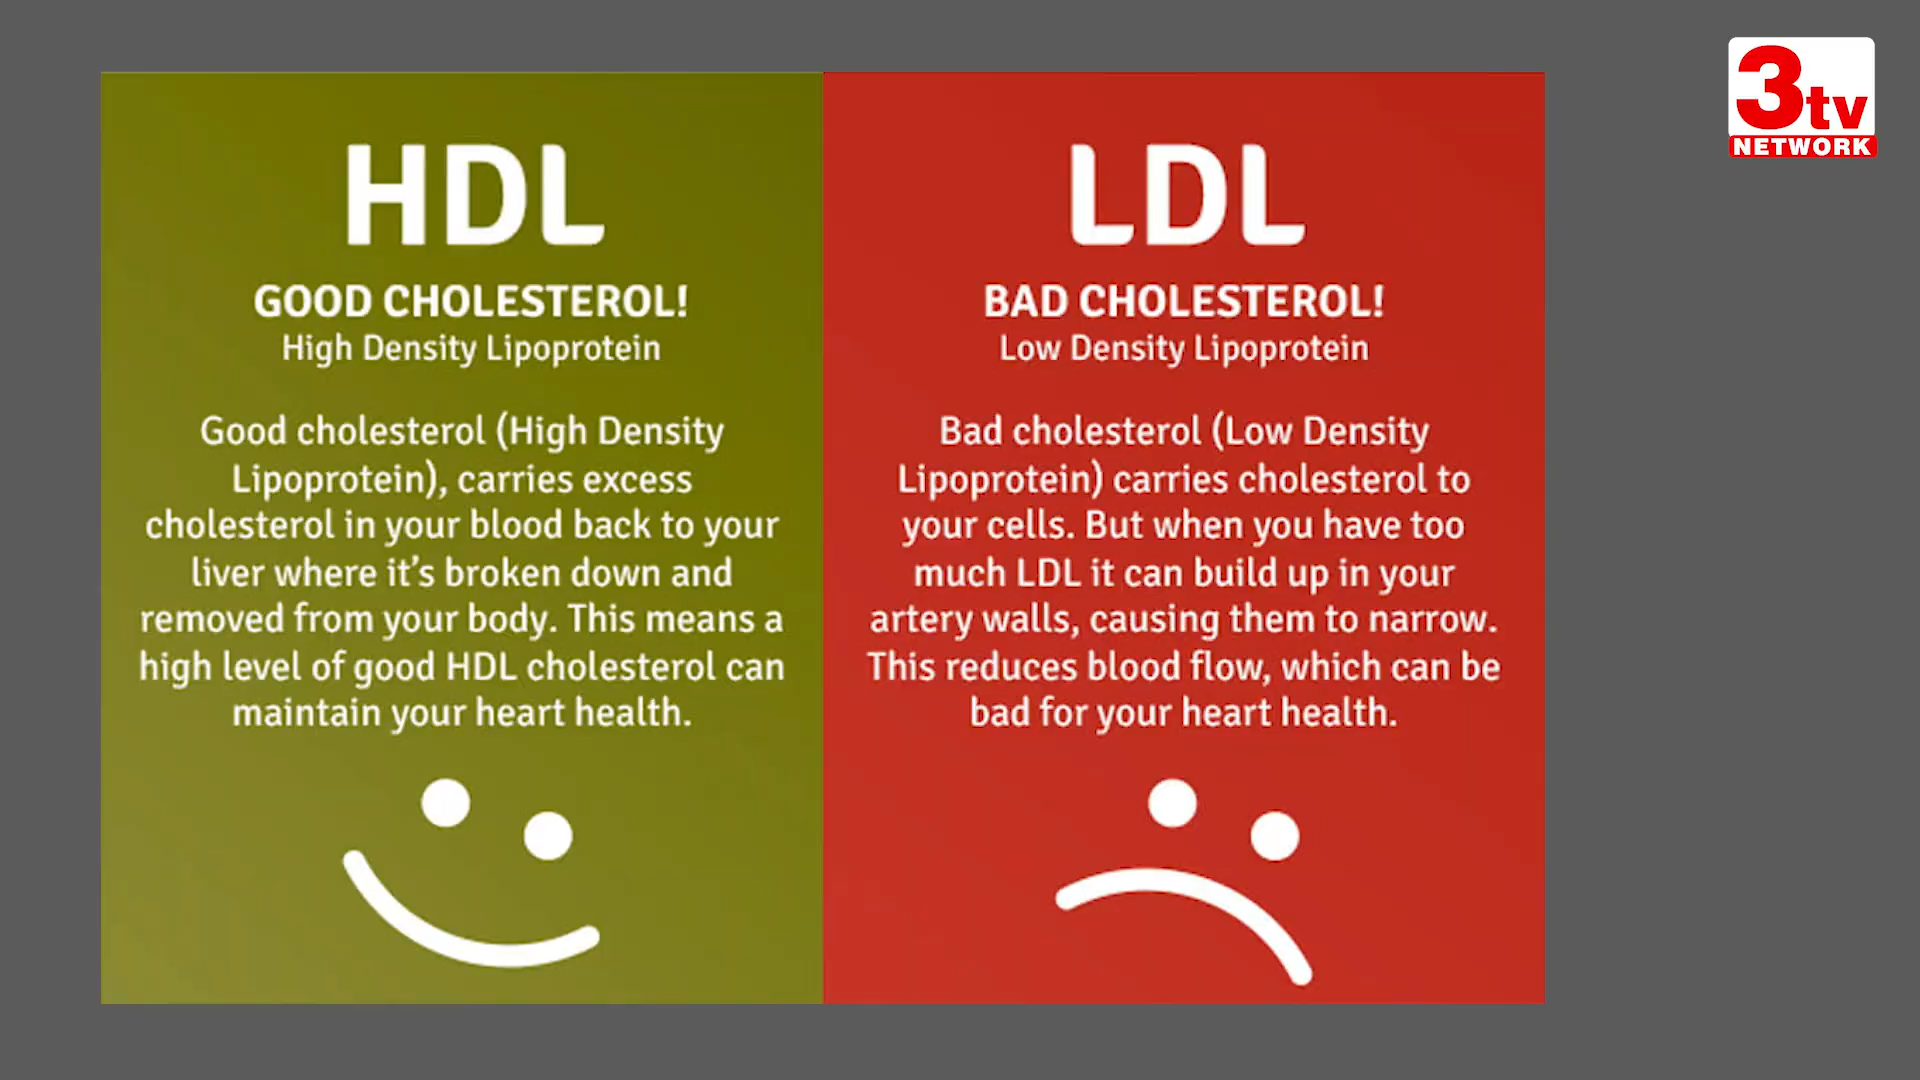 HDL
GOOD CHOLESTEROL!
High Density Lipoprotein
Good cholesterol (High Density
Lipoprotein), carries excess
cholesterol in your blood back to your
liver where it’s broken down and
removed from your body. This means a
high level of good HDL cholesterol can
maintain your heart health.
LDL
BAD CHOLESTEROL!
Low Density Lipoprotein
Bad cholesterol (Low Density
Lipoprotein) carries cholesterol to
your cells. But when you have too
much LDL it can build up in your
artery walls, causing them to narrow.
This reduces blood flow, which can be
bad for your heart health.
3tv
NETWORK